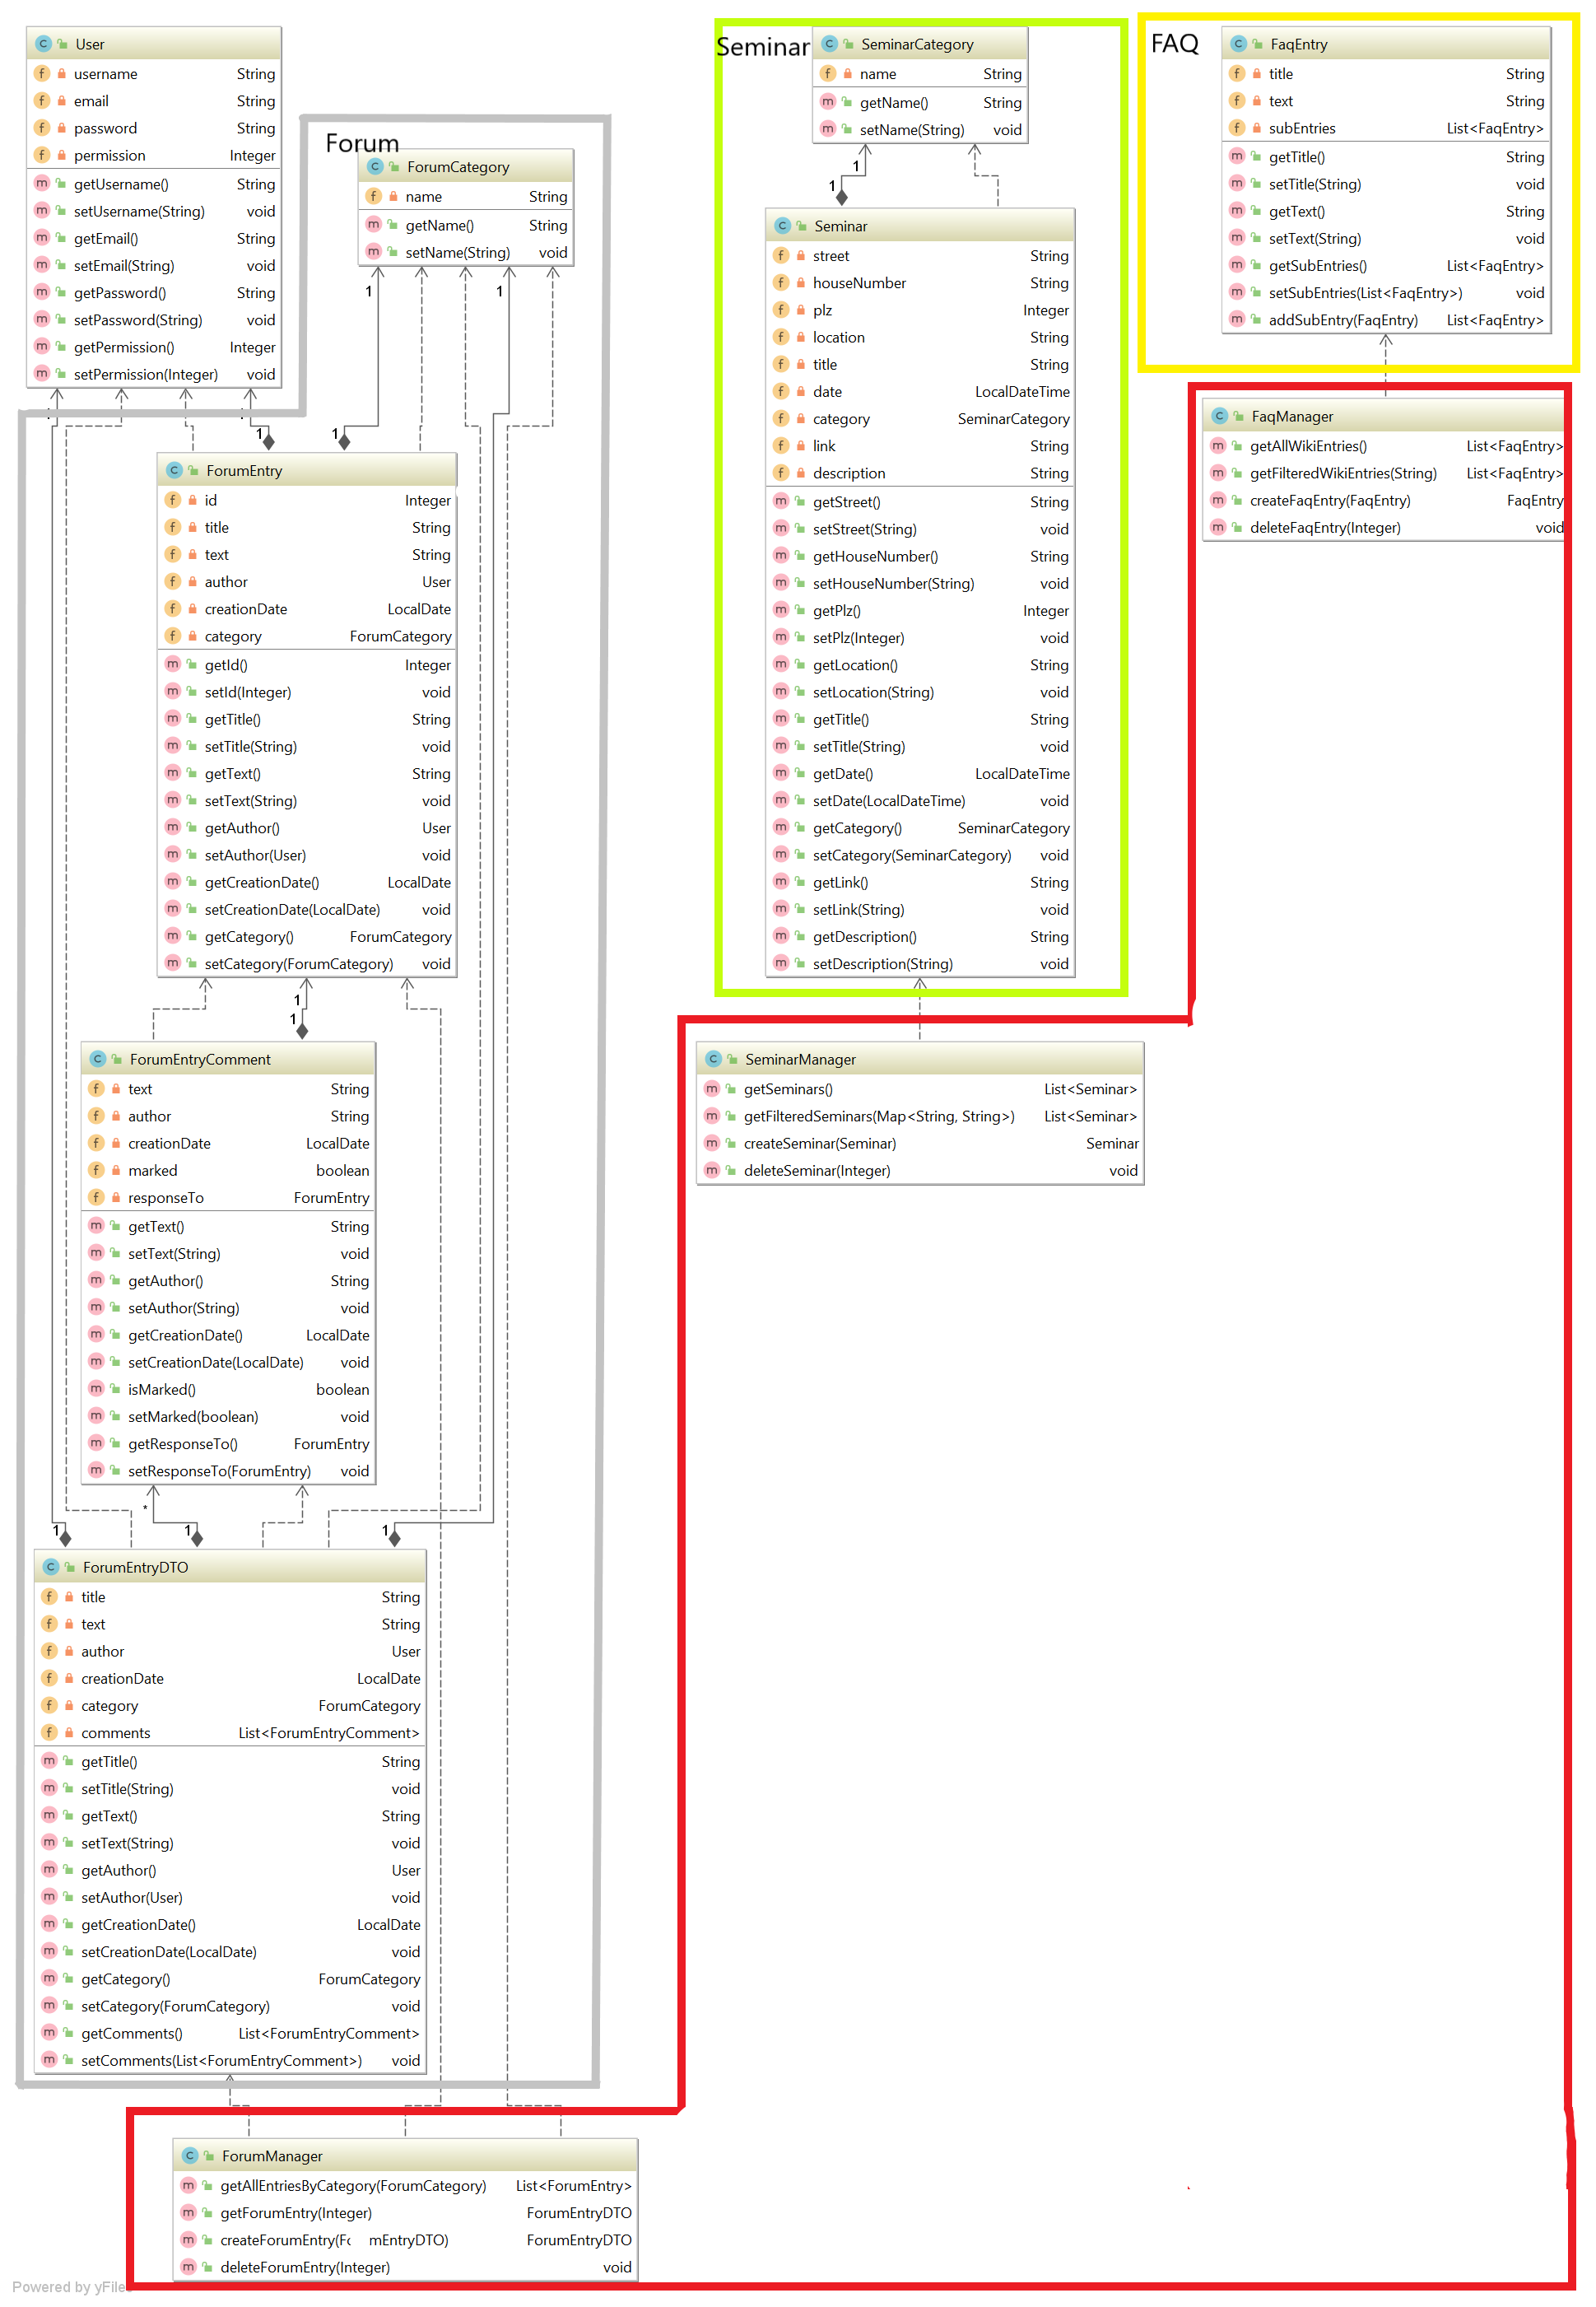 User
username String
email String
password String
permission Integer
getUsername() String
setUsername(String) void
getEmail() String
setEmail(String) void
getPassword() String
setPassword(String) void
getPermission() Integer
setPermission(Integer) void
Forum
ForumCategory
name String
getName() String
setName(String) void
1
1
1
1
1
ForumEntry
id Integer
title String
text String
author User
creationDate LocalDate
category ForumCategory
getId() Integer
setId(Integer) void
getTitle() String
setTitle(String) void
getText() String
setText(String) void
getAuthor() User
setAuthor(User) void
getCreationDate() LocalDate
setCreationDate(LocalDate) void
getCategory() ForumCategory
setCategory(ForumCategory) void
1
1
ForumEntryComment
text String
author String
creationDate LocalDate
marked boolean
responseTo ForumEntry
getText() String
setText(String) void
getAuthor() String
setAuthor(String) void
getCreationDate() LocalDate
setCreationDate(LocalDate) void
isMarked() boolean
setMarked(boolean) void
getResponseTo() ForumEntry
setResponseTo(ForumEntry) void
*
1 1 1
ForumEntryDTO
title String
text String
author User
creationDate LocalDate
category ForumCategory
comments List<ForumEntryComment>
getTitle() String
setTitle(String) void
getText() String
setText(String) void
getAuthor() User
setAuthor(User) void
getCreationDate() LocalDate
setCreationDate(LocalDate) void
getCategory() ForumCategory
setCategory(ForumCategory) void
getComments() List<ForumEntryComment>
setComments(List<ForumEntryComment>) void
ForumManager
getAllEntriesByCategory(ForumCategory) List<ForumEntry>
getForumEntry(Integer) ForumEntryDTO
createForumEntry(Fo mEntryDTO) ForumEntryDTO
deleteForumEntry(Integer) void
Seminar
SeminarCategory
name String
getName() String
setName(String) void
1
1
Seminar
street String
houseNumber String
plz Integer
location String
title String
date LocalDateTime
category SeminarCategory
link String
description String
getStreet() String
setStreet(String) void
getHouseNumber() String
setHouseNumber(String) void
getPlz() Integer
setPlz(Integer) void
getLocation() String
setLocation(String) void
getTitle() String
setTitle(String) void
getDate() LocalDateTime
setDate(LocalDateTime) void
getCategory() SeminarCategory
setCategory(SeminarCategory) void
getLink() String
setLink(String) void
getDescription() String
setDescription(String) void
SeminarManager
getSeminars() List<Seminar>
getFilteredSeminars(Map<String, String>) List<Seminar>
createSeminar(Seminar) Seminar
deleteSeminar(Integer) void
FAQ
FaqEntry
title String
text String
subEntries List<FaqEntry>
getTitle() String
setTitle(String) void
getText() String
setText(String) void
getSubEntries() List<FaqEntry>
setSubEntries(List<FaqEntry>) void
addSubEntry(FaqEntry) List<FaqEntry>
FaqManager
getAllWikiEntries() List<FaqEntry>
getFilteredWikiEntries(String) List<FaqEntry>
createFaqEntry(FaqEntry) FaqEntry
deleteFaqEntry(Integer) void
Powered by yFile